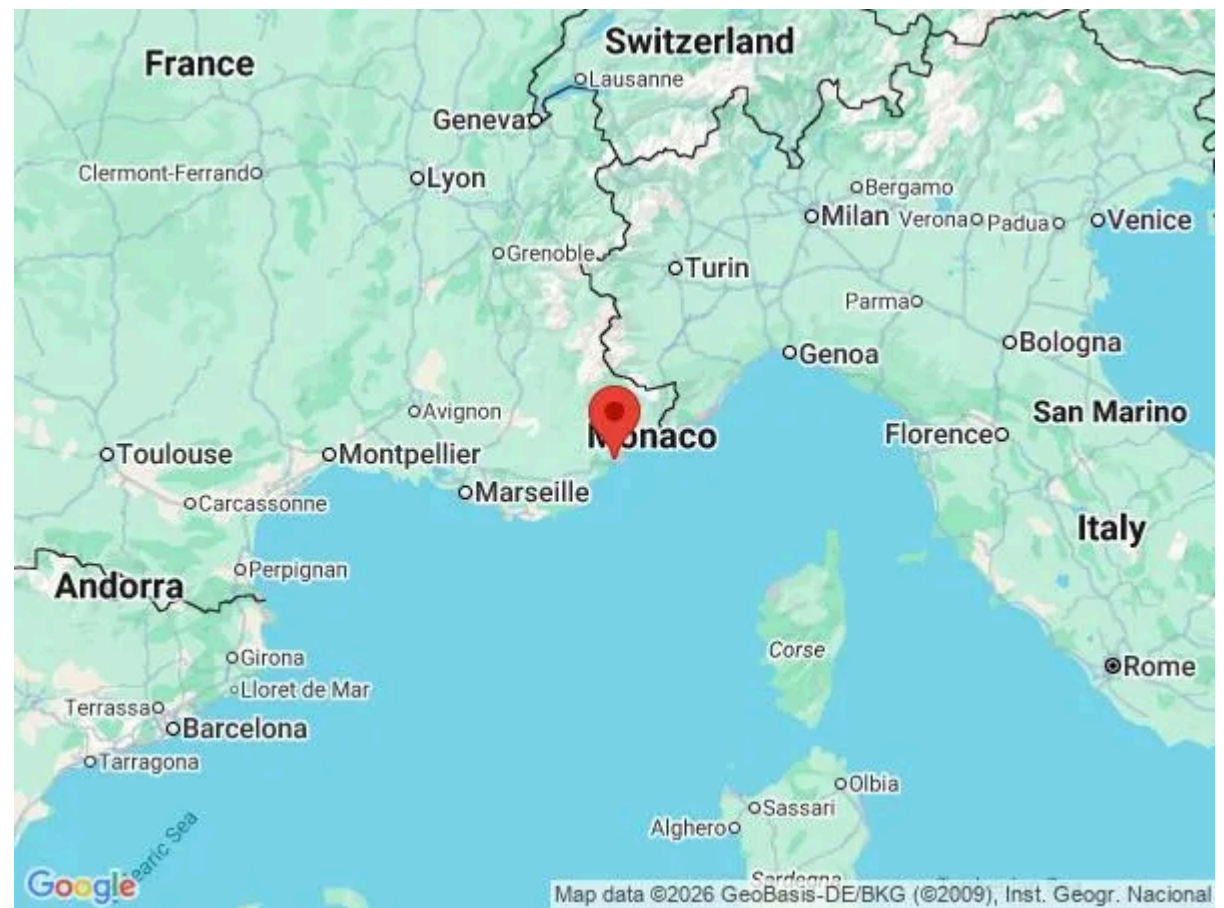 France
Switzerland
Lausanne
Geneva
Clermont-Ferrand
Lyon
Bergamo
Milan
Verona
Padua
Venice
Grenoble
Turin
Parma
Genoa
Bologna
Avignon
San Marino
Monaco
Florence
Toulouse
Montpellier
Marseille
Carcassonne
Italy
Perpignan
Andorra
Corse
Girona
Rome
Lloret de Mar
Terrassa
Barcelona
Tarragona
Olbia
Sassari
Alghero
Sea
Sardegna
Google
Map data ©2026 GeoBasis-DE/BKG (©2009), Inst. Geogr. Nacional